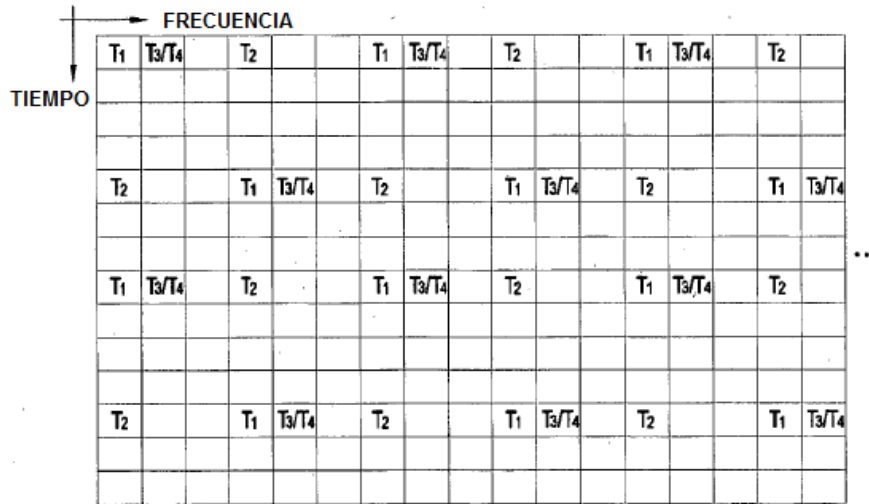 FRECUENCIA
T1 T3/T4 T2 T1 T3/T4 T2 T1 T3/T4 T2
TIEMPO
T2 T1 T3/T4 T2 T1 T3/T4 T2 T1 T3/T4
..
T1 T3/T4 T2 T1 T3/T4 T2 T1 T3/T4 T2
T2 T1 T3/T4 T2 T1 T3/T4 T2 T1 T3/T4